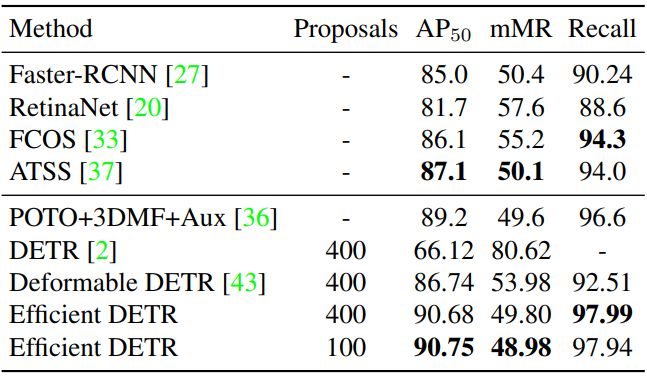 Method Proposals AP50 mMR Recall
Faster-RCNN [27] - 85.0 50.4 90.24
RetinaNet [20] - 81.7 57.6 88.6
FCOS [33] - 86.1 55.2 94.3
ATSS [37] - 87.1 50.1 94.0
POTO+3DMF+Aux [36] - 89.2 49.6 96.6
DETR [2] 400 66.12 80.62 -
Deformable DETR [43] 400 86.74 53.98 92.51
Efficient DETR 400 90.68 49.80 97.99
Efficient DETR 100 90.75 48.98 97.94